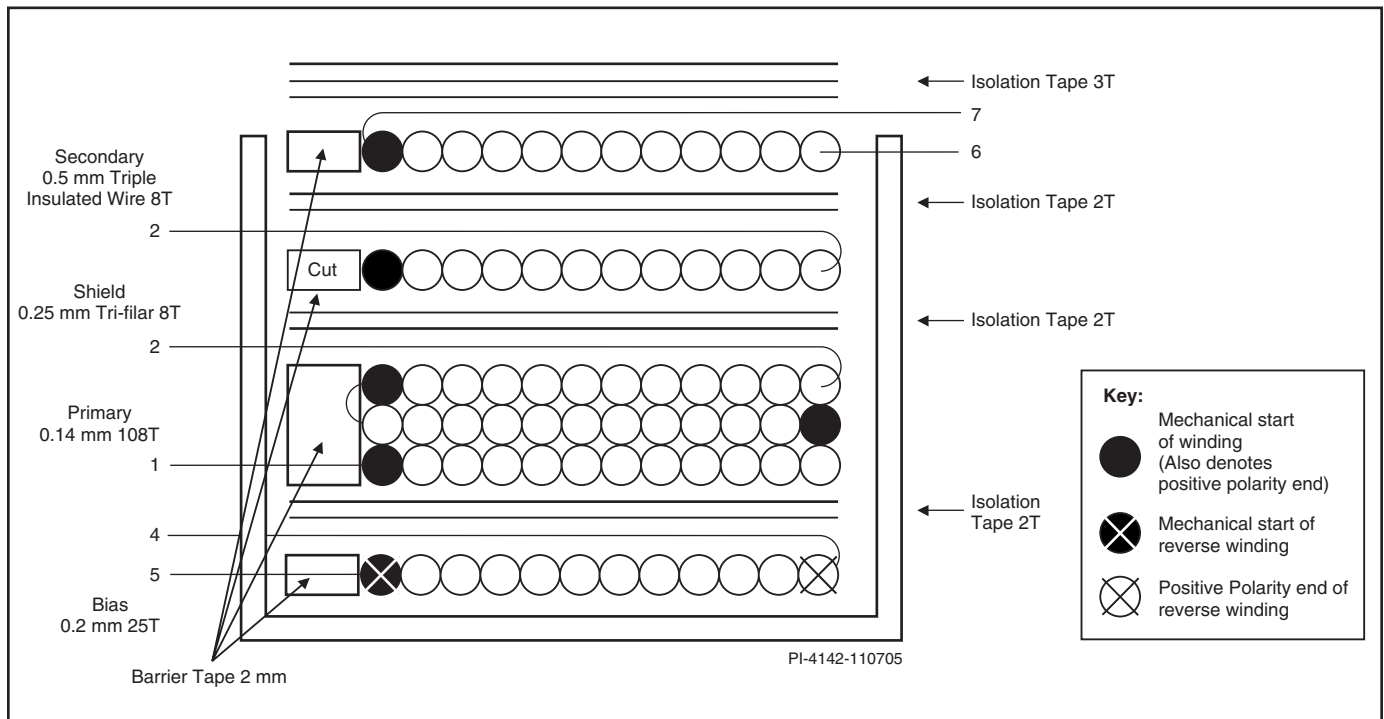 Isolation Tape 3T
7
Secondary
0.5 mm Triple
Insulated Wire 8T
6
Isolation Tape 2T
2
Cut
Shield
0.25 mm Tri-filar 8T
Isolation Tape 2T
2
Primary
0.14 mm 108T
1
Isolation
Tape 2T
4
5
Bias
0.2 mm 25T
Barrier Tape 2 mm
PI-4142-110705
Key:
Mechanical start
of winding
(Also denotes
positive polarity end)
Mechanical start of
reverse winding
Positive Polarity end of
reverse winding